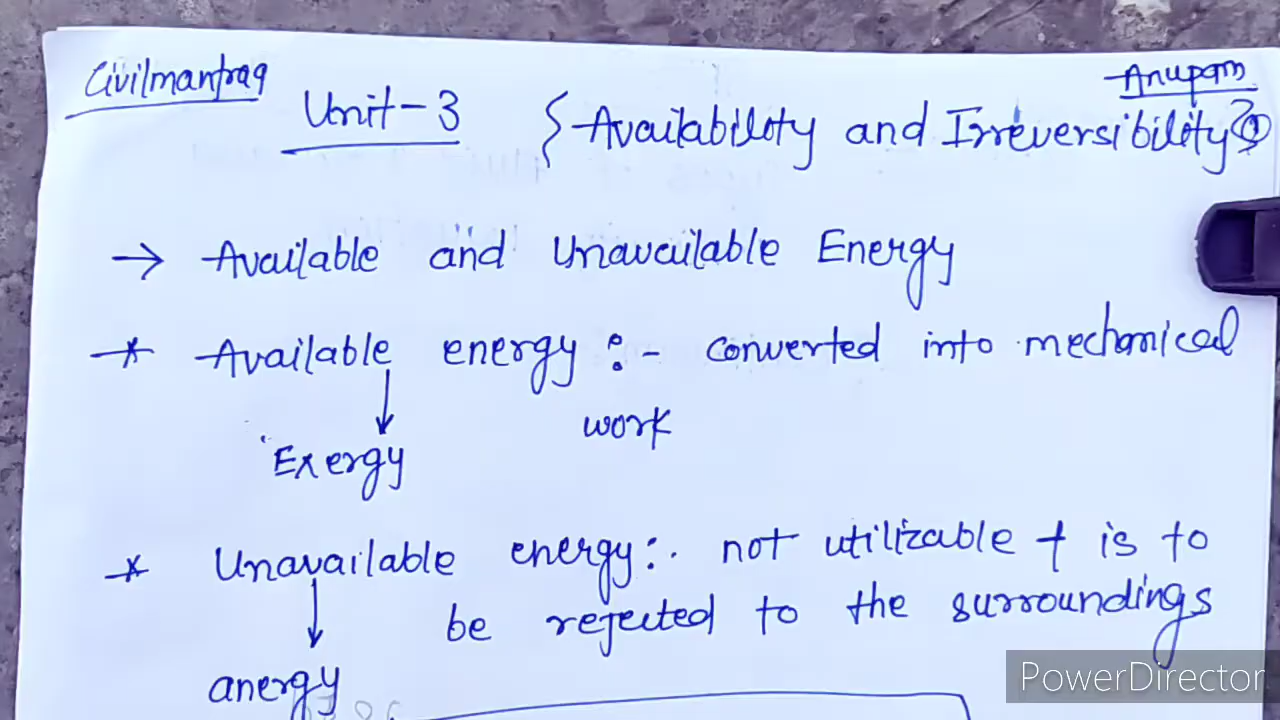 Civilmantraa
Anupam
Unit-3 {Availability and Irreversibility} ①
→ Available and Unavailable Energy
* Available energy :- converted into mechanical
work
↓
Exergy
* Unavailable energy :- not utilizable + is to
be rejected to the surroundings
↓
anergy
PowerDirector